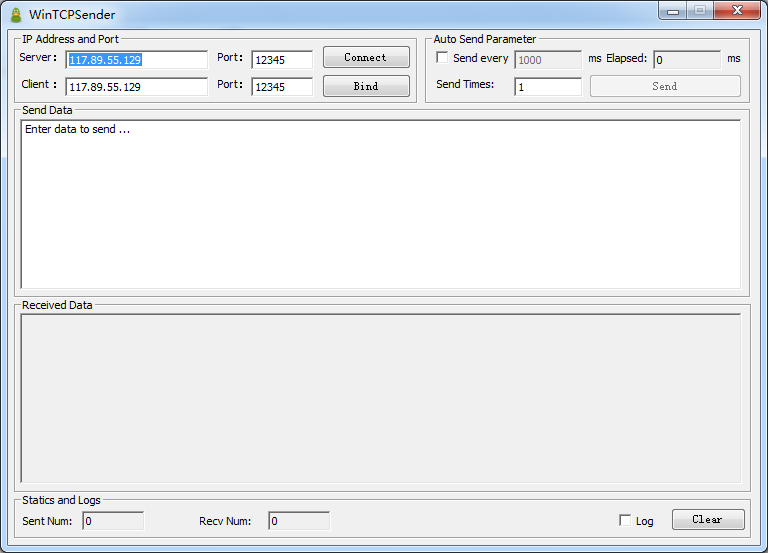 WinTCPSender
IP Address and Port
Server: 117.89.55.129 Port: 12345 Connect
Client : 117.89.55.129 Port: 12345 Bind
Auto Send Parameter
Send every 1000 ms Elapsed: 0 ms
Send Times: 1 Send
Send Data
Enter data to send ...
Received Data
Statics and Logs
Sent Num: 0 Recv Num: 0 Log Clear